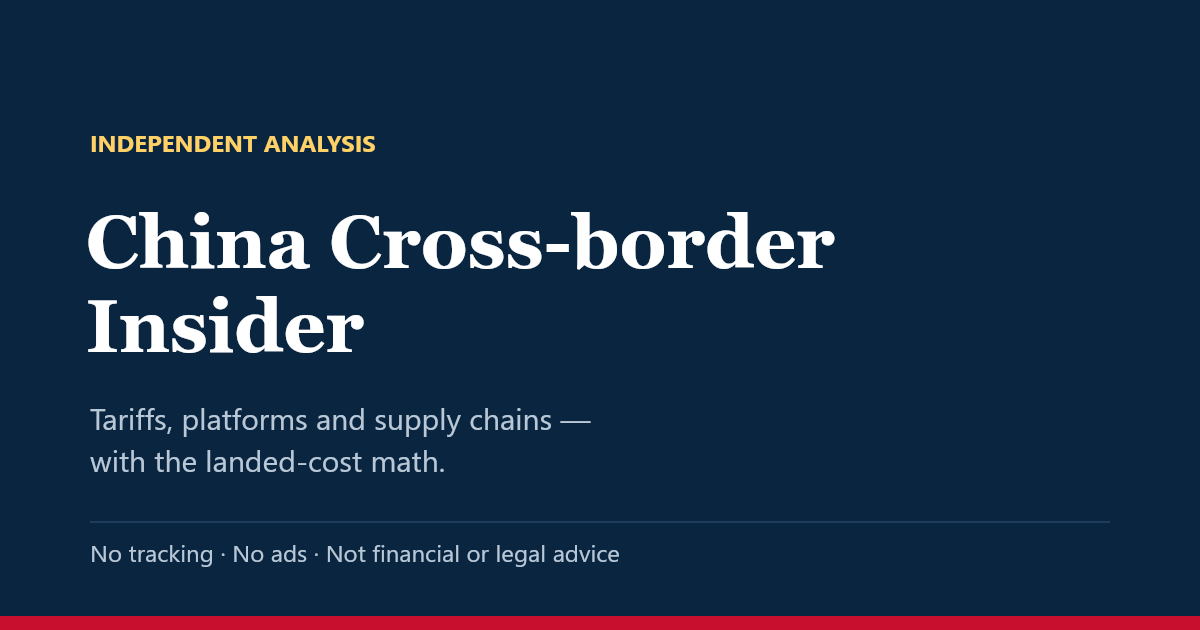 INDEPENDENT ANALYSIS
China Cross-border
Insider
Tariffs, platforms and supply chains —
with the landed-cost math.
No tracking · No ads · Not financial or legal advice